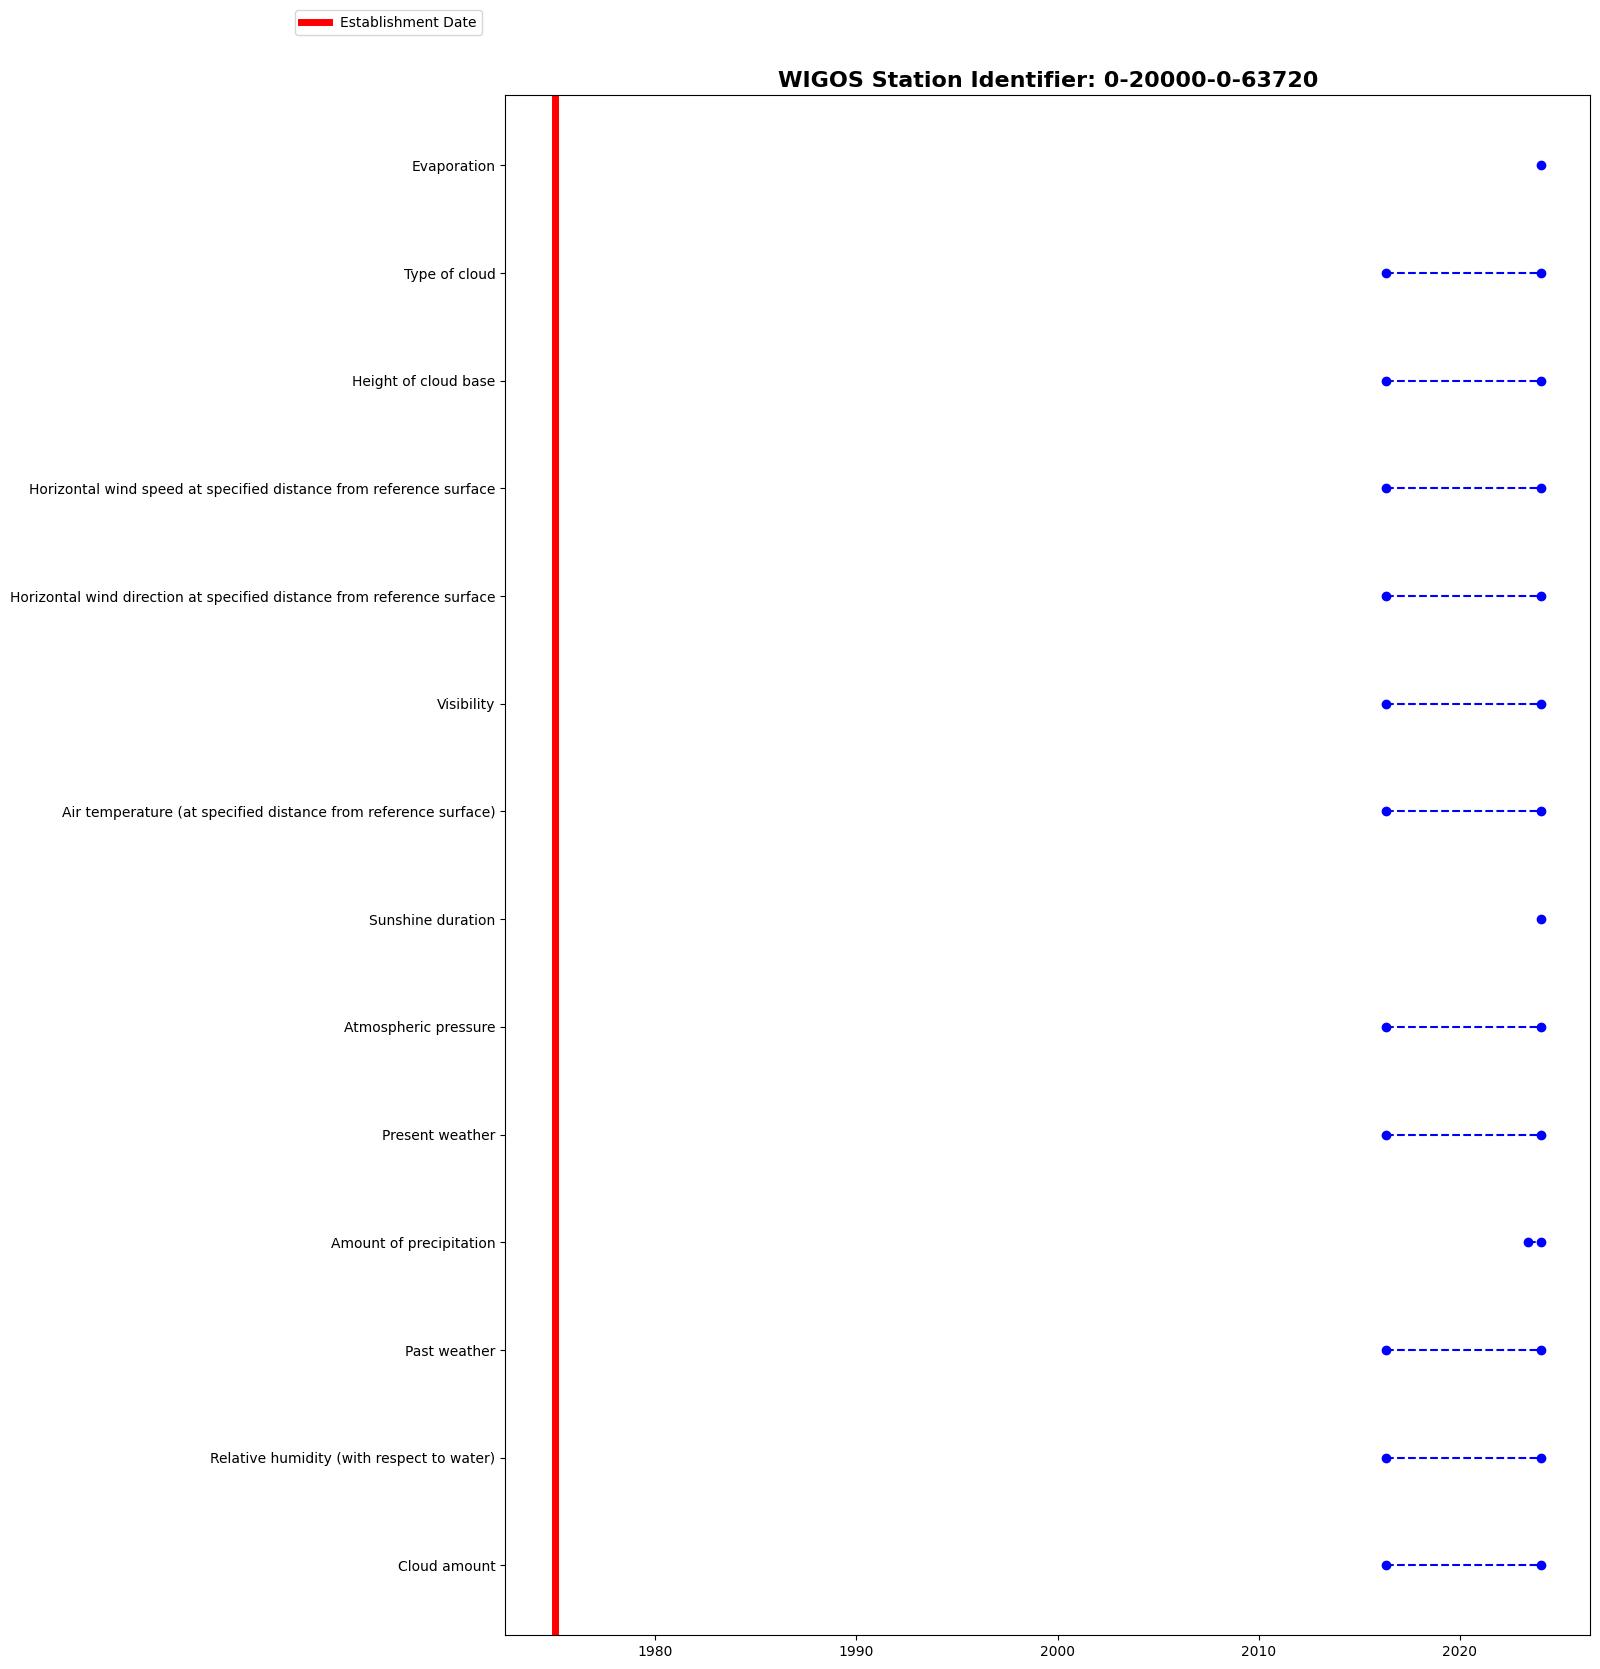 Establishment Date
WIGOS Station Identifier: 0-20000-0-63720
Evaporation
Type of cloud
Height of cloud base
Horizontal wind speed at specified distance from reference surface
Horizontal wind direction at specified distance from reference surface
Visibility
Air temperature (at specified distance from reference surface)
Sunshine duration
Atmospheric pressure
Present weather
Amount of precipitation
Past weather
Relative humidity (with respect to water)
Cloud amount
1980 1990 2000 2010 2020